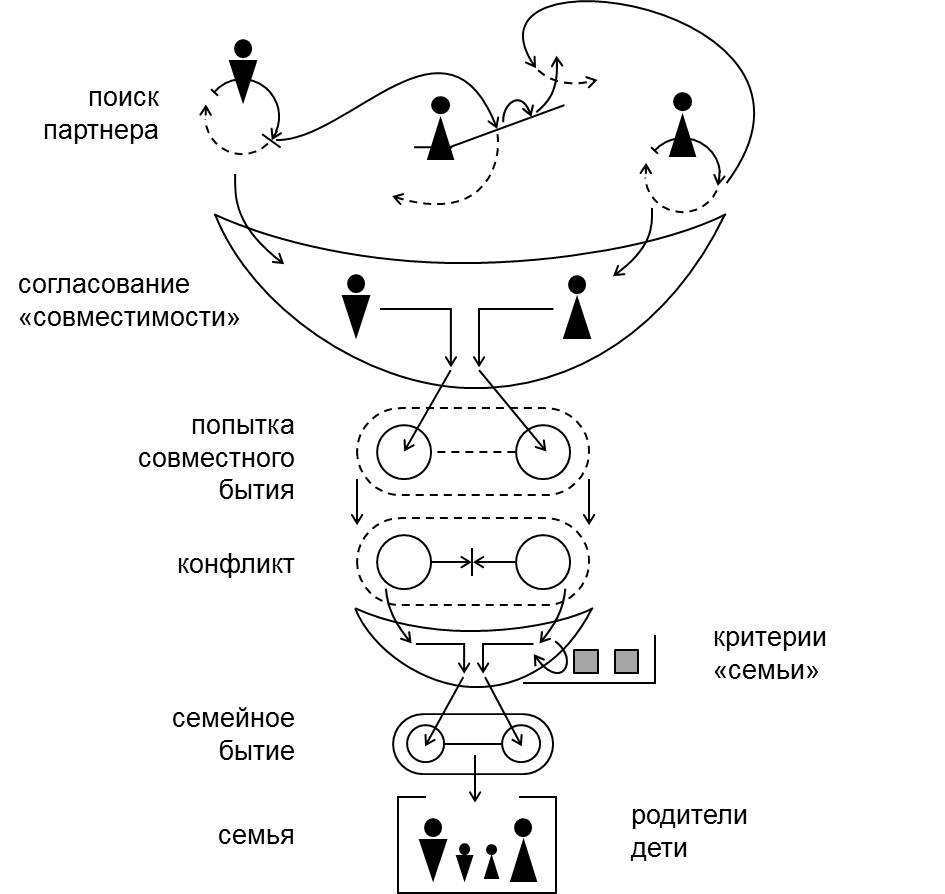 поиск
партнера
согласование
«совместимости»
попытка
совместного
бытия
конфликт
критерии
«семьи»
семейное
бытие
семья
родители
дети